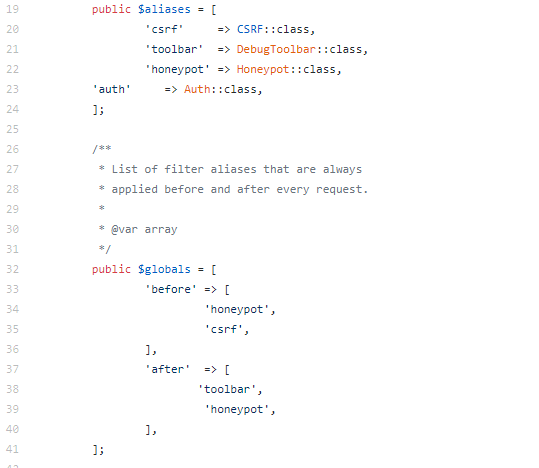 19 public $aliases = [
20 'csrf' => CSRF::class,
21 'toolbar' => DebugToolbar::class,
22 'honeypot' => Honeypot::class,
23 'auth' => Auth::class,
24 ];
25
26 /**
27 * List of filter aliases that are always
28 * applied before and after every request.
29 *
30 * @var array
31 */
32 public $globals = [
33 'before' => [
34 'honeypot',
35 'csrf',
36 ],
37 'after' => [
38 'toolbar',
39 'honeypot',
40 ],
41 ];